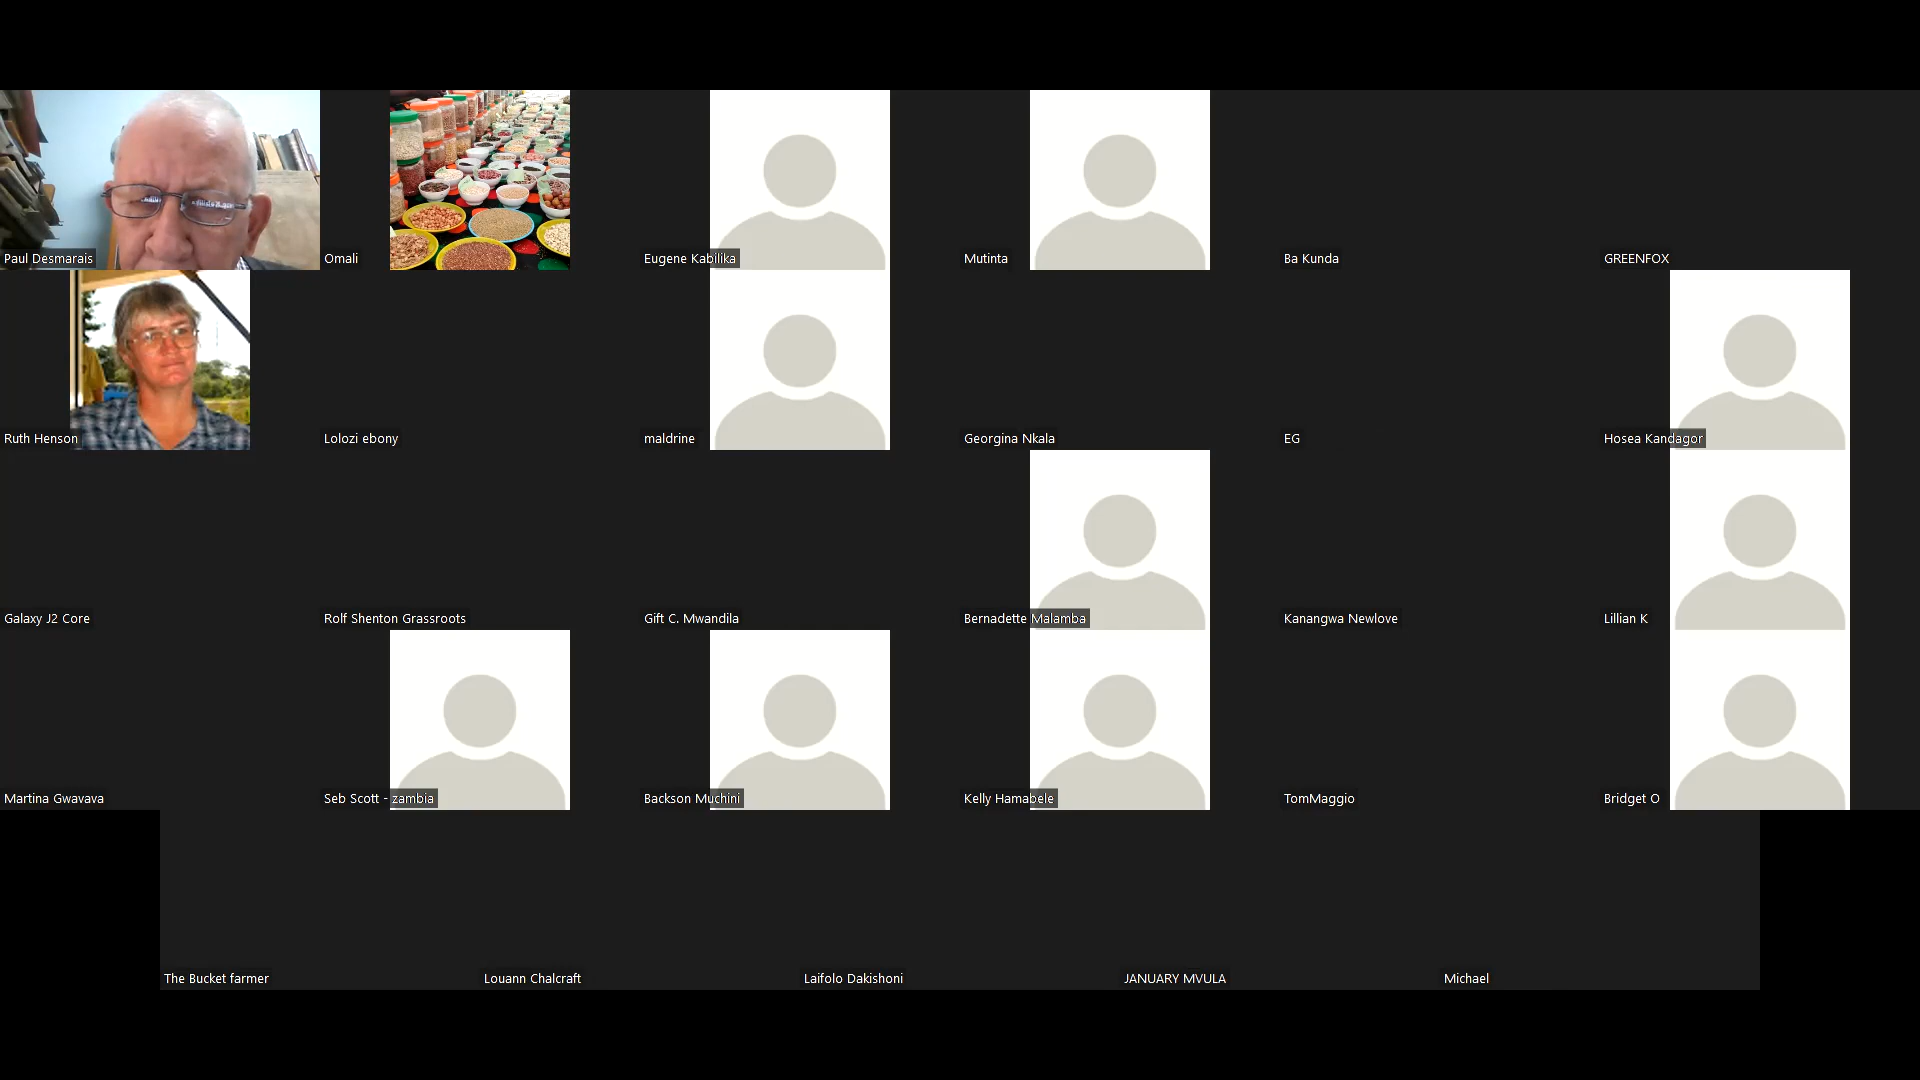 Paul Desmarais
Omali
Eugene Kabilika
Mutinta
Ba Kunda
GREENFOX
Ruth Henson
Lolozi ebony
maldrine
Georgina Nkala
EG
Hosea Kandagor
Galaxy J2 Core
Rolf Shenton Grassroots
Gift C. Mwandila
Bernadette Malamba
Kanangwa Newlove
Lillian K
Martina Gwavava
Seb Scott - zambia
Backson Muchini
Kelly Hamabele
TomMaggio
Bridget O
The Bucket farmer
Louann Chalcraft
Laifolo Dakishoni
JANUARY MVULA
Michael